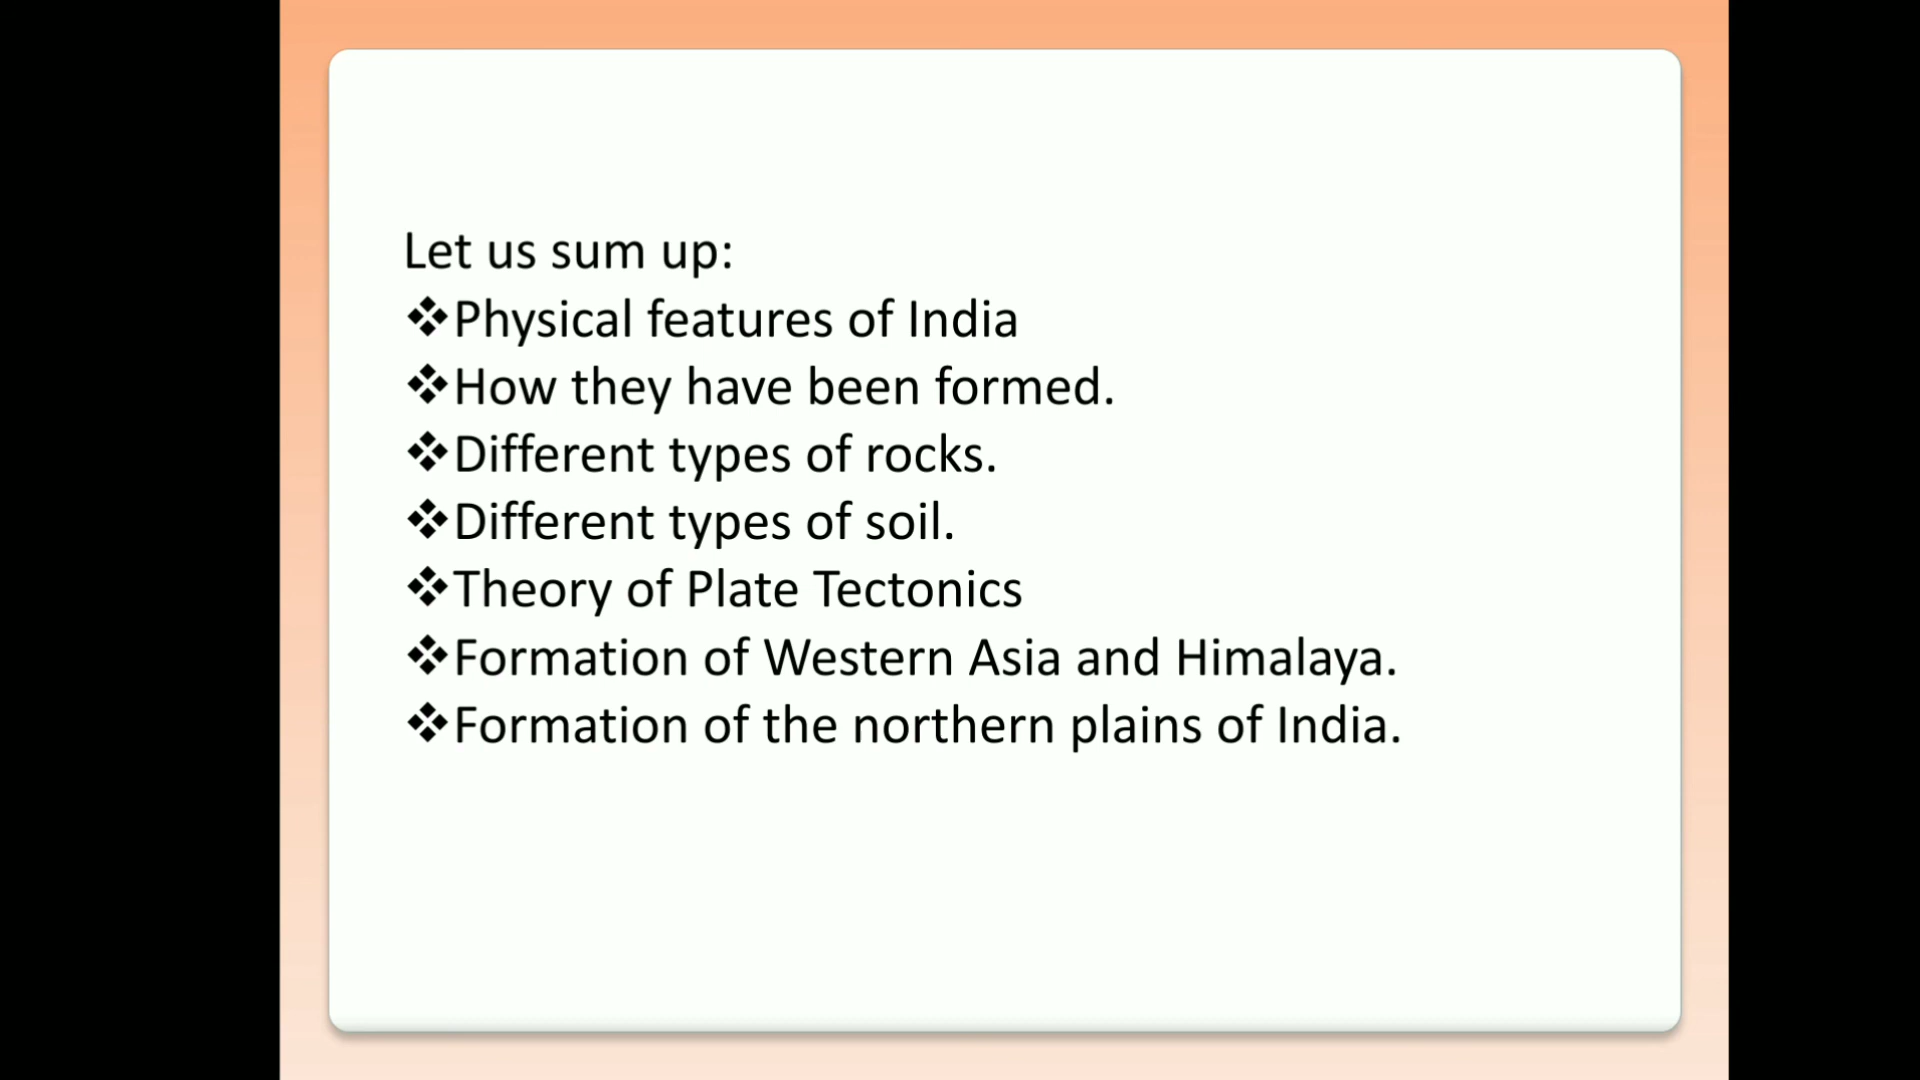 Let us sum up:
❖Physical features of India
❖How they have been formed.
❖Different types of rocks.
❖Different types of soil.
❖Theory of Plate Tectonics
❖Formation of Western Asia and Himalaya.
❖Formation of the northern plains of India.